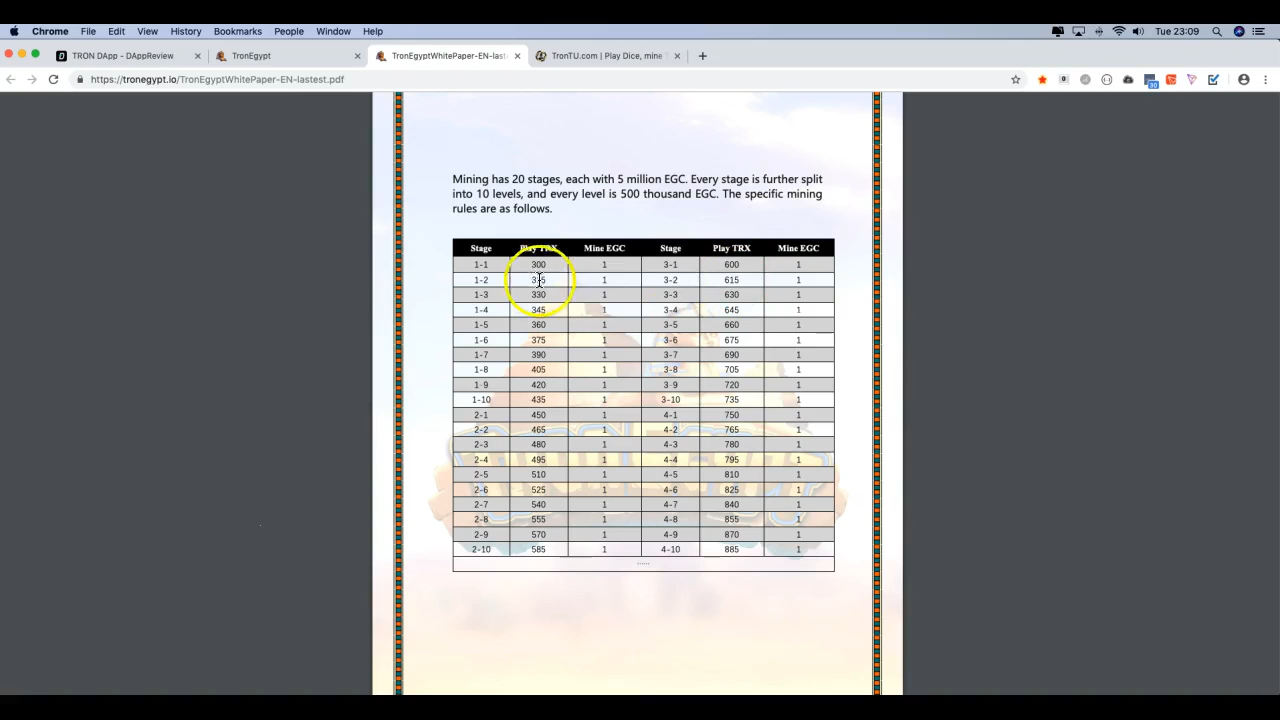 Chrome File Edit View History Bookmarks People Window Help Tue 23:09
TRON DApp - DAppReview TronEgypt TronEgyptWhitePaper-EN-last TronTU.com | Play Dice, mine
https://tronegypt.io/TronEgyptWhitePaper-EN-lastest.pdf
30
Mining has 20 stages, each with 5 million EGC. Every stage is further split
into 10 levels, and every level is 500 thousand EGC. The specific mining
rules are as follows.
Stage Play TRX Mine EGC Stage Play TRX Mine EGC
1-1 300 1 3-1 600 1
1-2 315 1 3-2 615 1
1-3 330 1 3-3 630 1
1-4 345 1 3-4 645 1
1-5 360 1 3-5 660 1
1-6 375 1 3-6 675 1
1-7 390 1 3-7 690 1
1-8 405 1 3-8 705 1
1-9 420 1 3-9 720 1
1-10 435 1 3-10 735 1
2-1 450 1 4-1 750 1
2-2 465 1 4-2 765 1
2-3 480 1 4-3 780 1
2-4 495 1 4-4 795 1
2-5 510 1 4-5 810 1
2-6 525 1 4-6 825 1
2-7 540 1 4-7 840 1
2-8 555 1 4-8 855 1
2-9 570 1 4-9 870 1
2-10 585 1 4-10 885 1
......